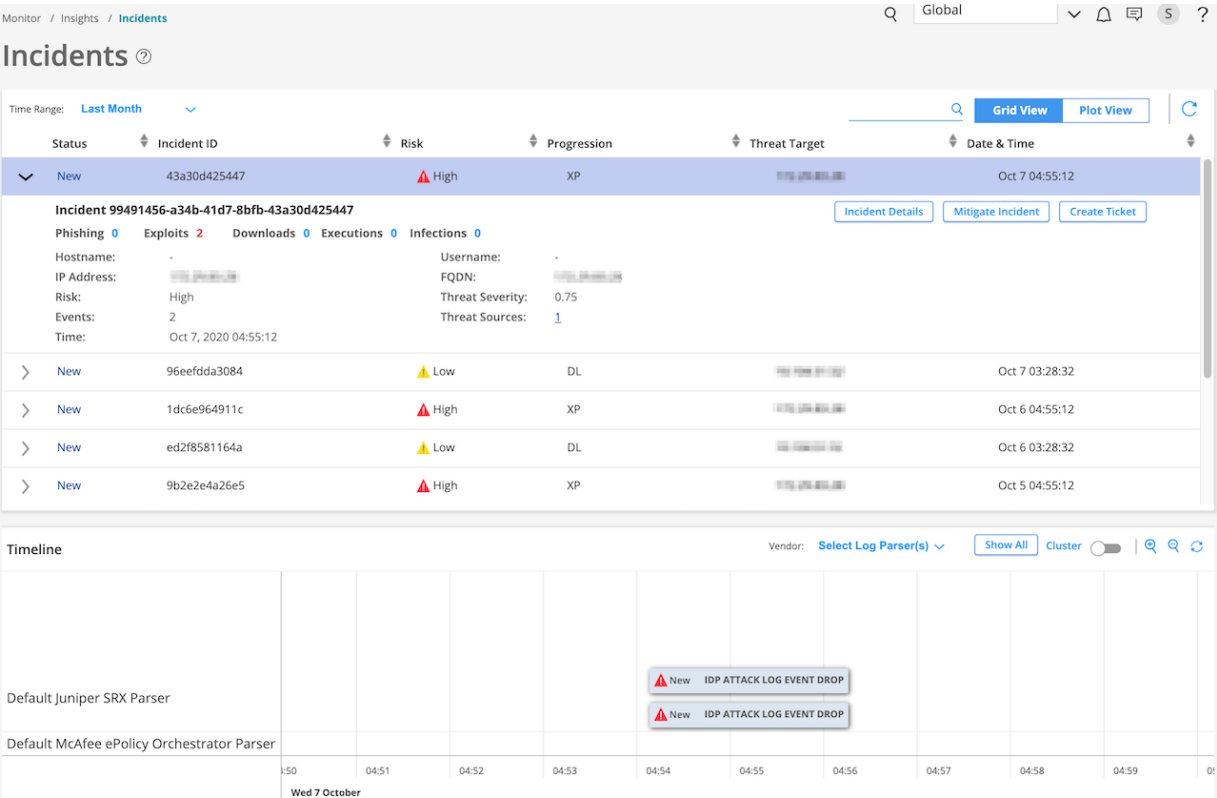 Monitor / Insights / Incidents
Global
S ?
Incidents ?
Time Range: Last Month
Grid View Plot View
Status Incident ID Risk Progression Threat Target Date & Time
New 43a30d425447 High XP Oct 7 04:55:12
Incident 99491456-a34b-41d7-8bfb-43a30d425447
Incident Details Mitigate Incident Create Ticket
Phishing 0 Exploits 2 Downloads 0 Executions 0 Infections 0
Hostname: - Username: -
IP Address: FQDN:
Risk: High Threat Severity: 0.75
Events: 2 Threat Sources: 1
Time: Oct 7, 2020 04:55:12
New 96eefdda3084 Low DL Oct 7 03:28:32
New 1dc6e964911c High XP Oct 6 04:55:12
New ed2f8581164a Low DL Oct 6 03:28:32
New 9b2e2e4a26e5 High XP Oct 5 04:55:12
Timeline
Vendor: Select Log Parser(s) Show All Cluster
New IDP ATTACK LOG EVENT DROP
Default Juniper SRX Parser
New IDP ATTACK LOG EVENT DROP
Default McAfee ePolicy Orchestrator Parser
:50 04:51 04:52 04:53 04:54 04:55 04:56 04:57 04:58 04:59
Wed 7 October